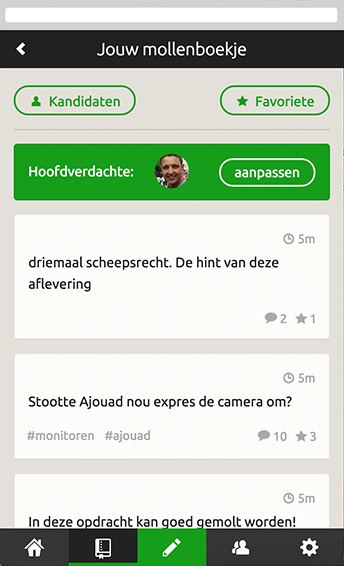 Jouw mollenboekje
Kandidaten
Favoriete
Hoofdverdachte:
aanpassen
5m
driemaal scheepsrecht. De hint van deze
aflevering
2 1
5m
Stootte Ajouad nou expres de camera om?
#monitoren #ajouad
10 3
5m
In deze opdracht kan goed gemolt worden!